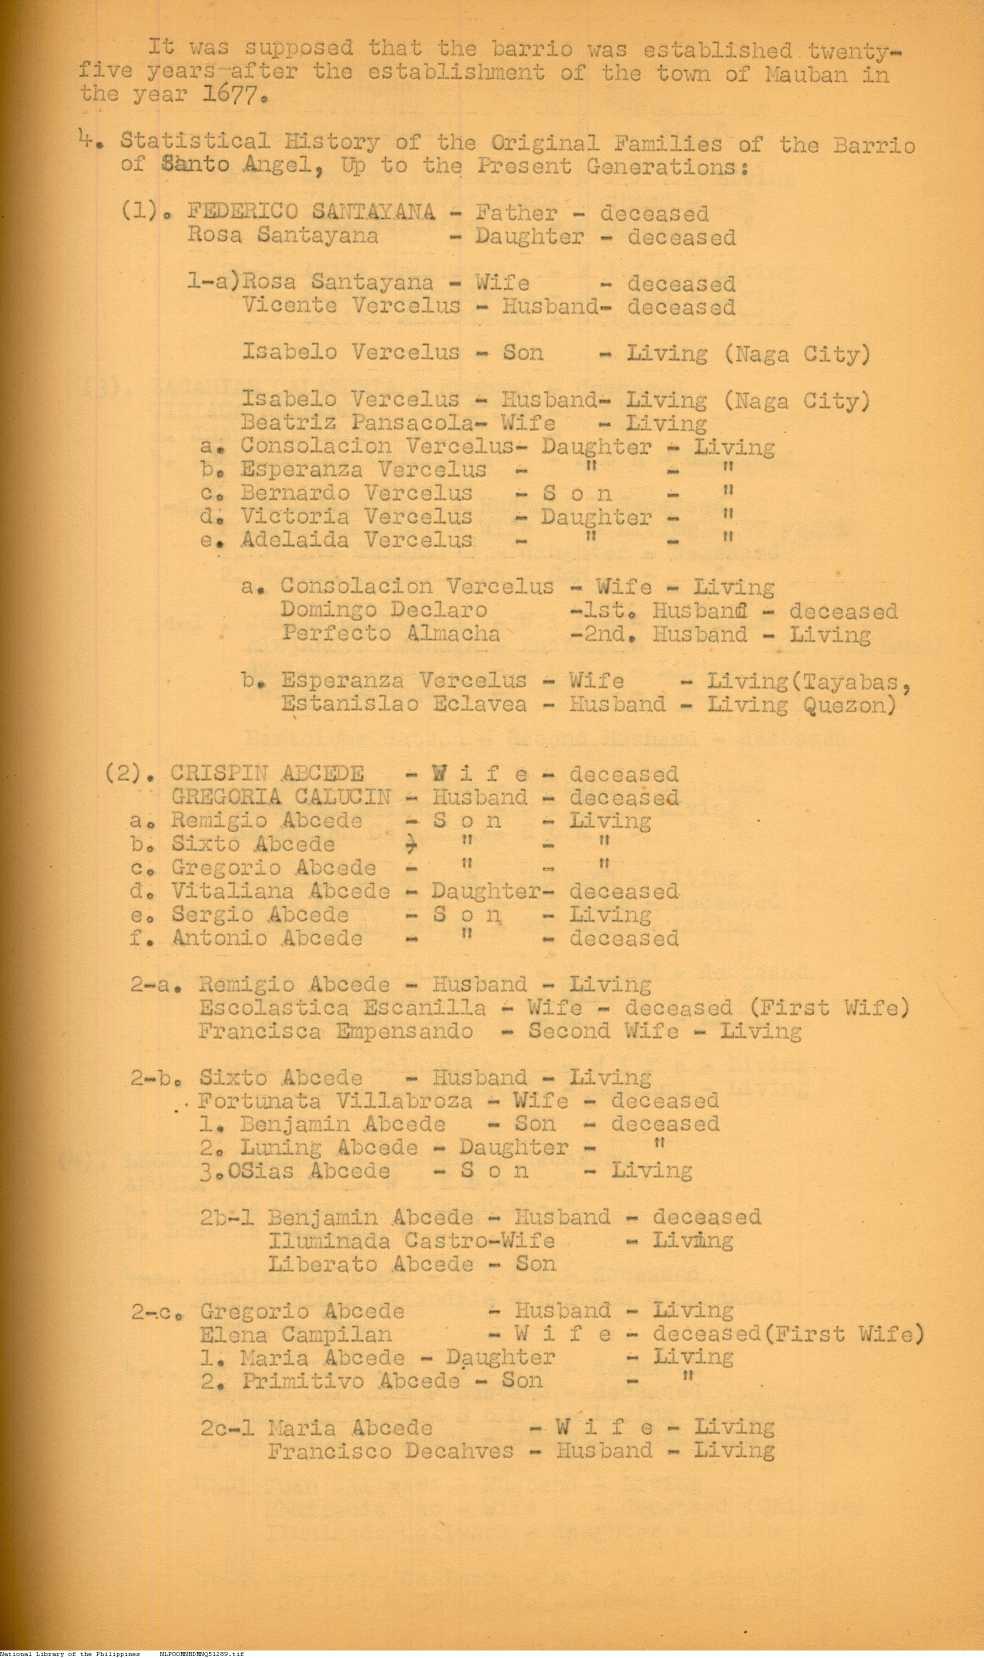 It was supposed that the barrio was established twenty-
five years after the establishment of the town of Mauban in
the year 1677.
4. Statistical History of the Original Families of the Barrio
of Santo Angel, Up to the Present Generations:
(1). FEDERICO SANTAYANA - Father - deceased
Rosa Santayana - Daughter - deceased
1-a)Rosa Santayana - Wife - deceased
Vicente Vercelus - Husband- deceased
Isabelo Vercelus - Son - Living (Naga City)
Isabelo Vercelus - Husband- Living (Naga City)
Beatriz Pansacola- Wife - Living
a. Consolacion Vercelus- Daughter - Living
b. Esperanza Vercelus - " - "
c. Bernardo Vercelus - S o n - "
d. Victoria Vercelus - Daughter - "
e. Adelaida Vercelus - " - "
a. Consolacion Vercelus - Wife - Living
Domingo Declaro -1st. Husband - deceased
Perfecto Almacha -2nd. Husband - Living
b. Esperanza Vercelus - Wife - Living(Tayabas,
Estanislao Eclavea - Husband - Living Quezon)
(2). CRISPIN ABCEDE - W i f e - deceased
GREGORIA CALUCIN - Husband - deceased
a. Remigio Abcede - S o n - Living
b. Sixto Abcede - " - "
c. Gregorio Abcede - " - "
d. Vitaliana Abcede - Daughter- deceased
e. Sergio Abcede - S o n - Living
f. Antonio Abcede - " - deceased
2-a. Remigio Abcede - Husband - Living
Escolastica Escanilla - Wife - deceased (First Wife)
Francisca Empensando - Second Wife - Living
2-b. Sixto Abcede - Husband - Living
Fortunata Villabroza - Wife - deceased
1. Benjamin Abcede - Son - deceased
2. Luning Abcede - Daughter - "
3.OSias Abcede - S o n - Living
2b-1 Benjamin Abcede - Husband - deceased
Iluminada Castro-Wife - Living
Liberato Abcede - Son
2-c. Gregorio Abcede - Husband - Living
Elena Campilan - W i f e - deceased(First Wife)
1. Maria Abcede - Daughter - Living
2. Primitivo Abcede - Son - "
2c-1 Maria Abcede - W i f e - Living
Francisco Decahves - Husband - Living
National Library of the Philippines NLPOOENHDNNQ51289.tif